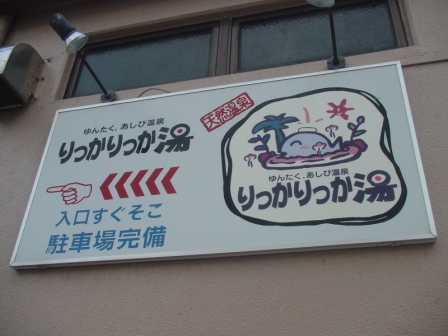 ゆんたく、あしび温泉
りっかりっか湯
入口すぐそこ
駐車場完備
天然温泉
ゆんたく、あしび温泉
りっかりっか湯